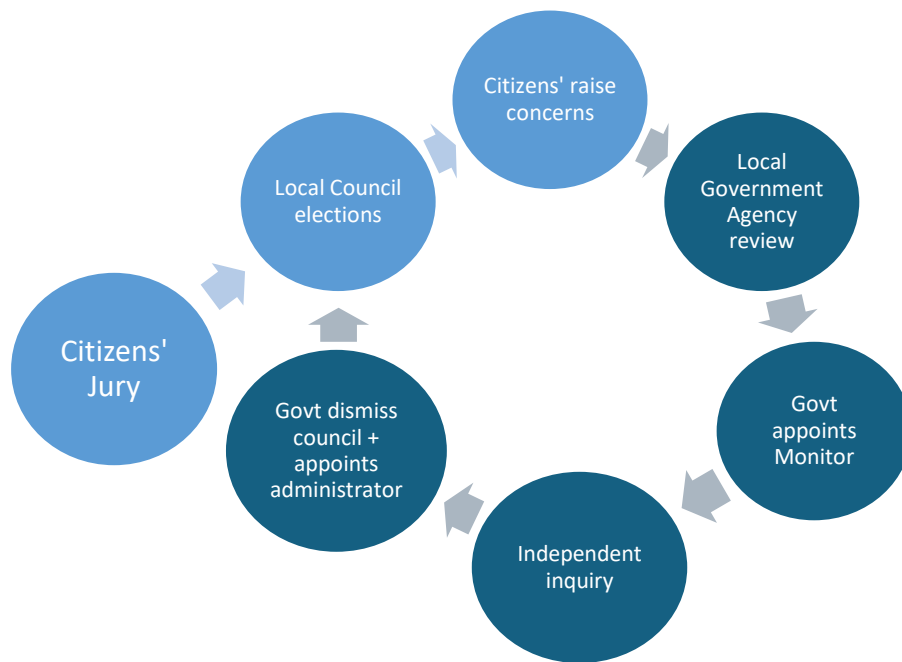 Citizens' raise
concerns
Local Council
elections
Local
Government
Agency
review
Citizens'
Jury
Govt dismiss
council +
appoints
administrator
Govt
appoints
Monitor
Independent
inquiry